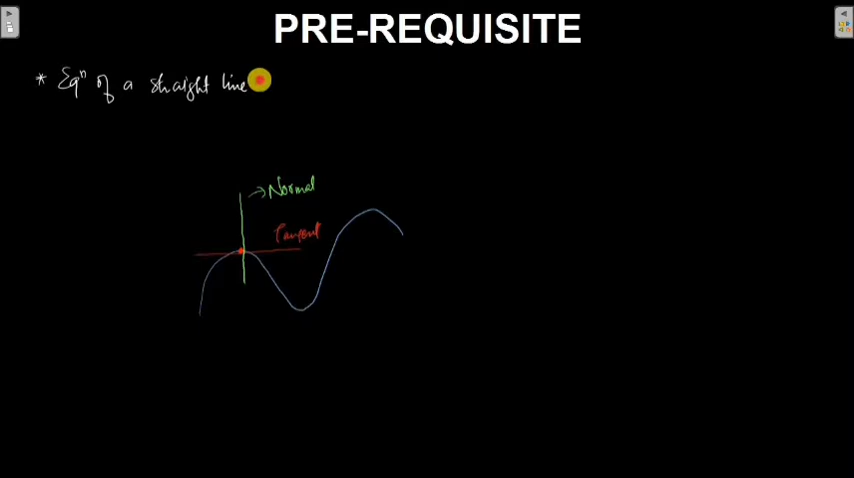 PRE-REQUISITE
* Eqⁿ of a straight line
→Normal
Tangent